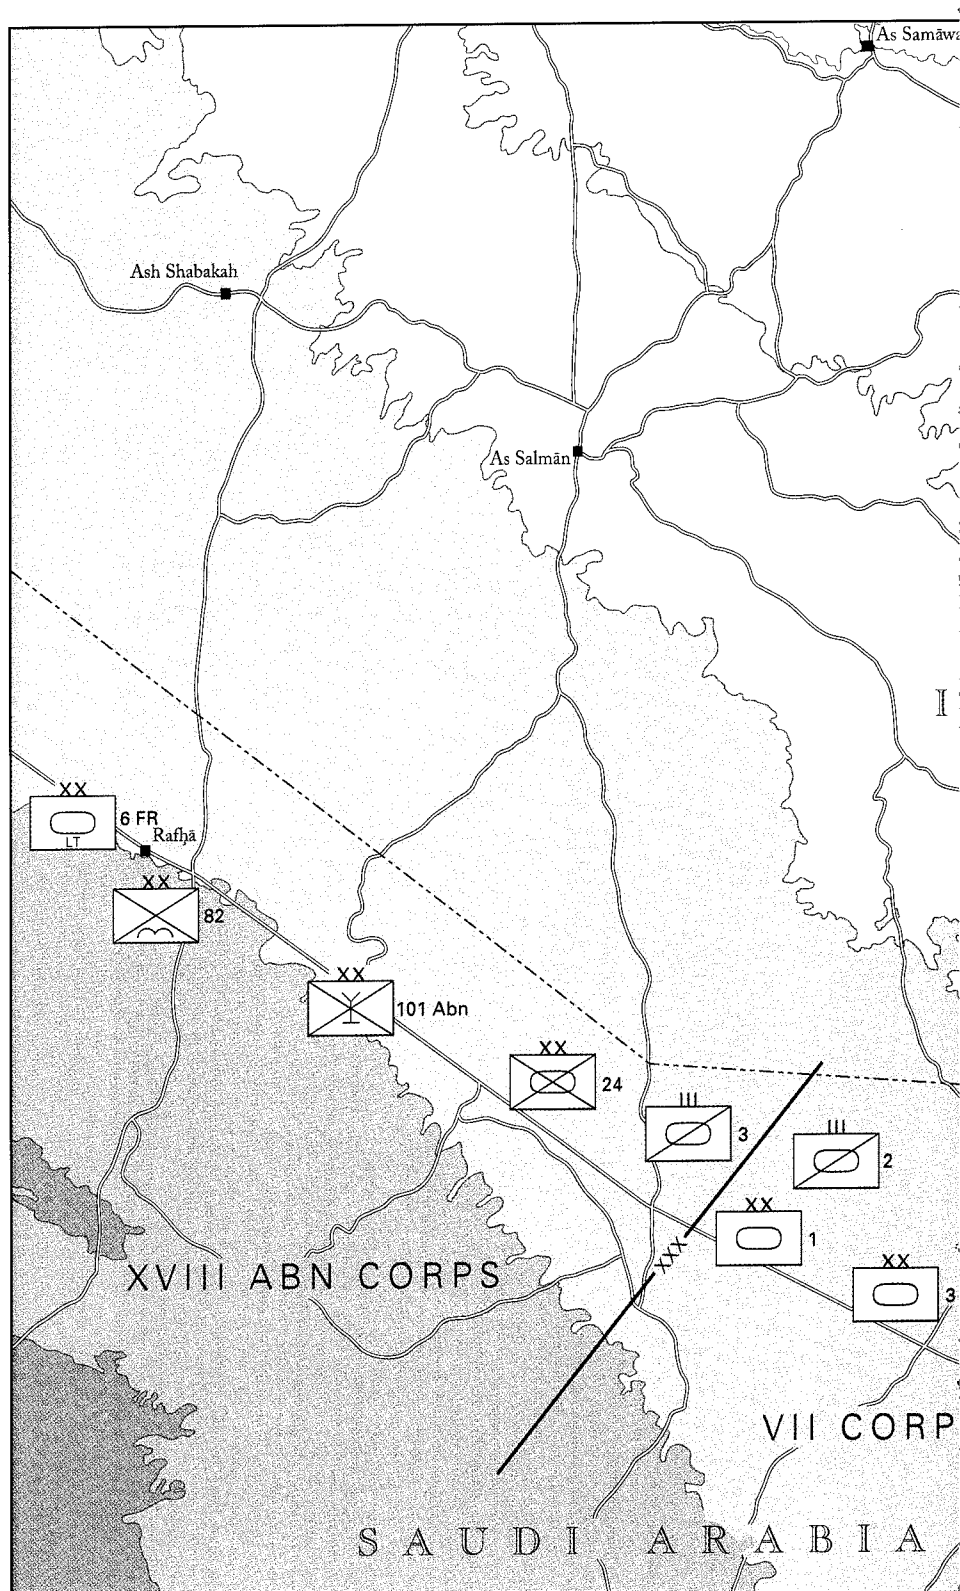 As Samāwa
Ash Shabakah
As Salmān
I
XX
6 FR
LT
Rafḥā
XX
82
XX
101 Abn
XX
24
III
3
III
2
XX
1
XXX
XX
3
XVIII ABN CORPS
VII CORP
SAUDI ARABIA